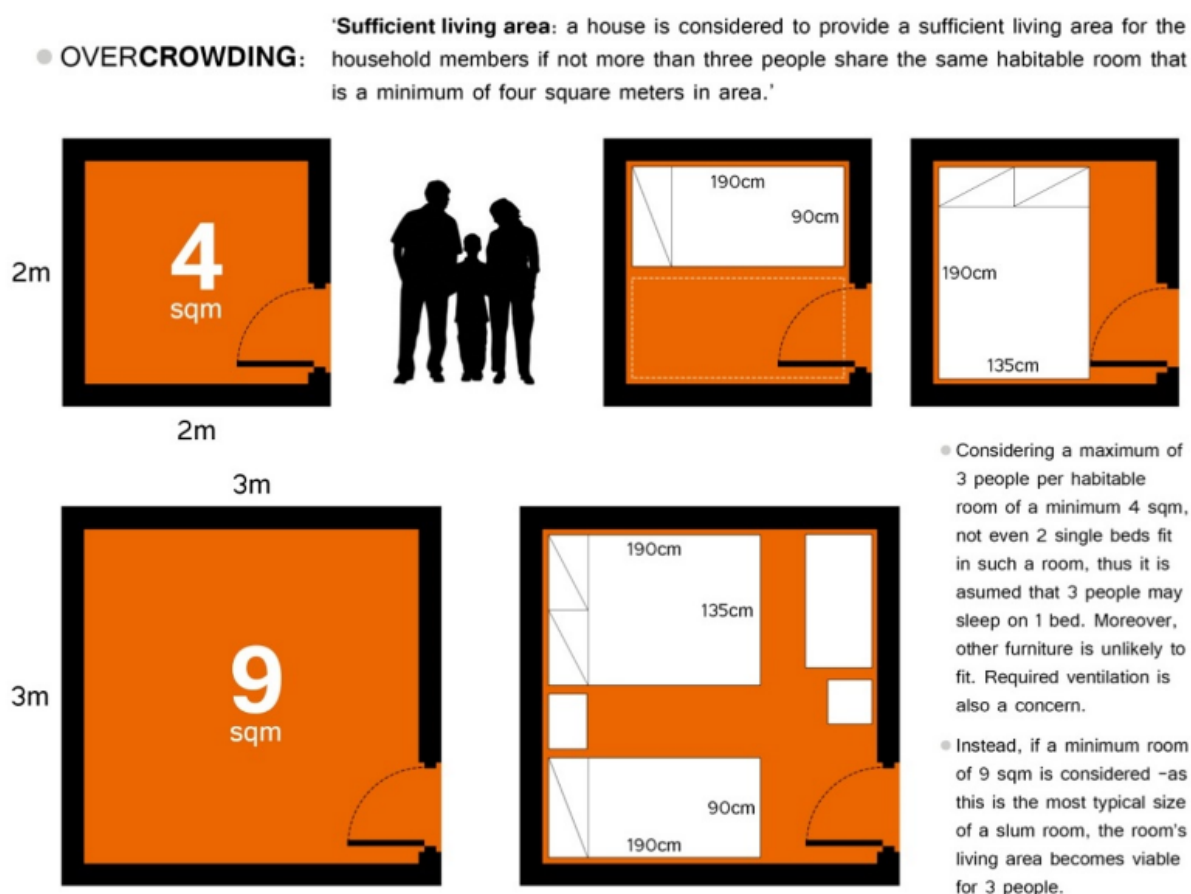 OVERCROWDING:
‘Sufficient living area: a house is considered to provide a sufficient living area for the
household members if not more than three people share the same habitable room that
is a minimum of four square meters in area.’
2m
4
sqm
2m
190cm
90cm
190cm
135cm
3m
3m
9
sqm
190cm
135cm
90cm
190cm
Considering a maximum of
3 people per habitable
room of a minimum 4 sqm,
not even 2 single beds fit
in such a room, thus it is
asumed that 3 people may
sleep on 1 bed. Moreover,
other furniture is unlikely to
fit. Required ventilation is
also a concern.
Instead, if a minimum room
of 9 sqm is considered -as
this is the most typical size
of a slum room, the room's
living area becomes viable
for 3 people.